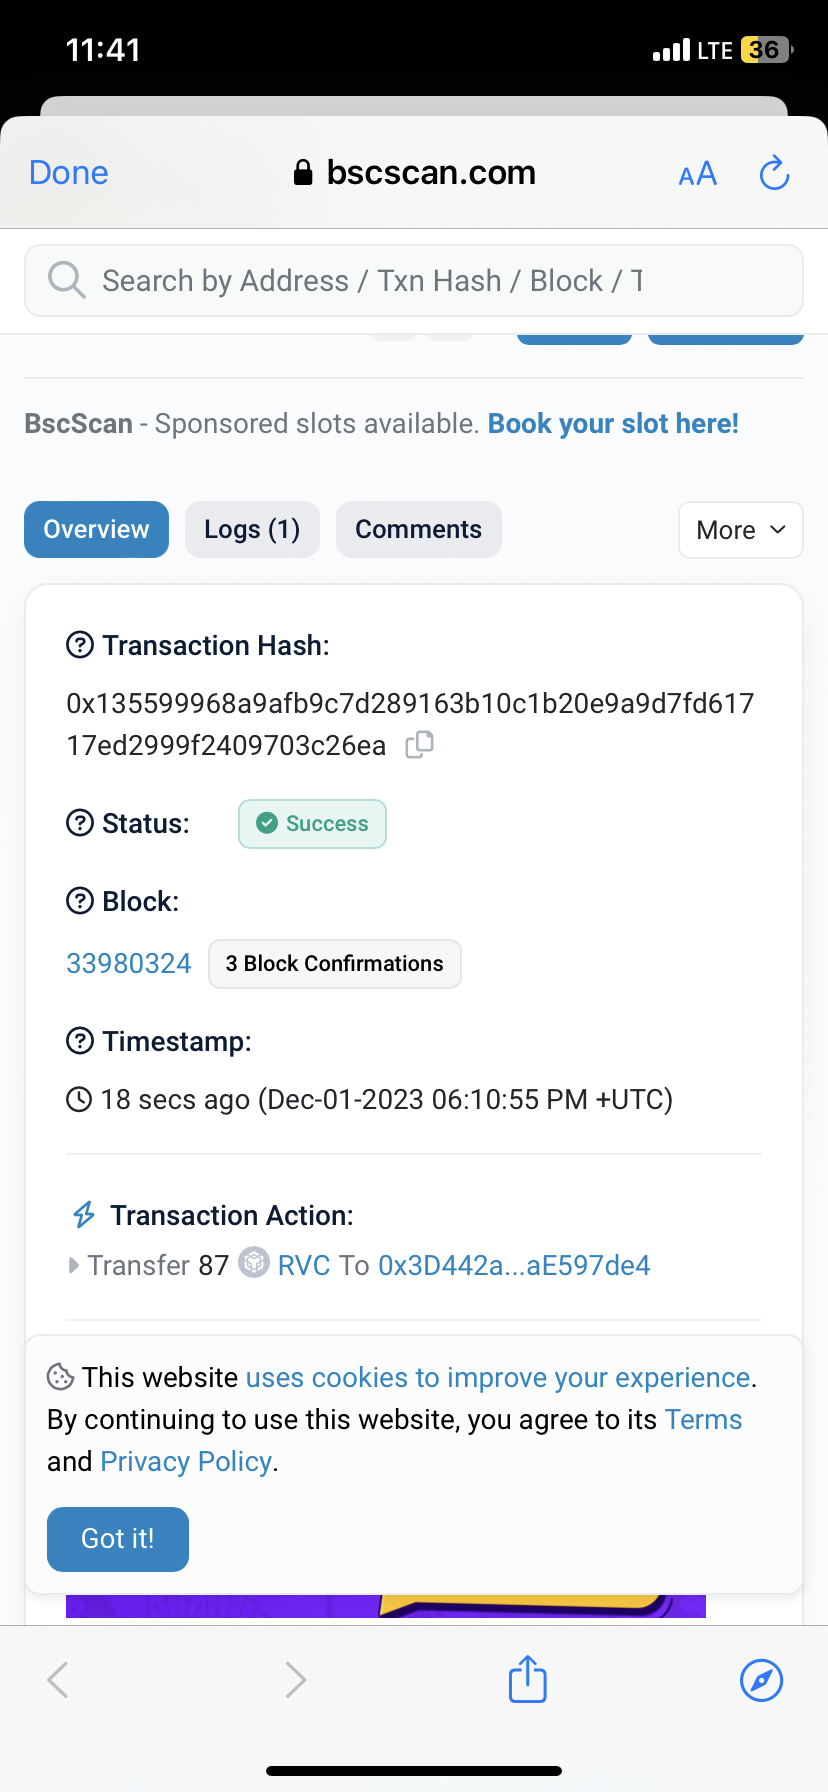 11:41
LTE 36
Done
bscscan.com
AA
Search by Address / Txn Hash / Block / T
BscScan - Sponsored slots available. Book your slot here!
Overview
Logs (1)
Comments
More
Transaction Hash:
0x135599968a9afb9c7d289163b10c1b20e9a9d7fd617
17ed2999f2409703c26ea
Status:
Success
Block:
33980324
3 Block Confirmations
Timestamp:
18 secs ago (Dec-01-2023 06:10:55 PM +UTC)
Transaction Action:
Transfer 87 RVC To 0x3D442a...aE597de4
This website uses cookies to improve your experience.
By continuing to use this website, you agree to its Terms
and Privacy Policy.
Got it!